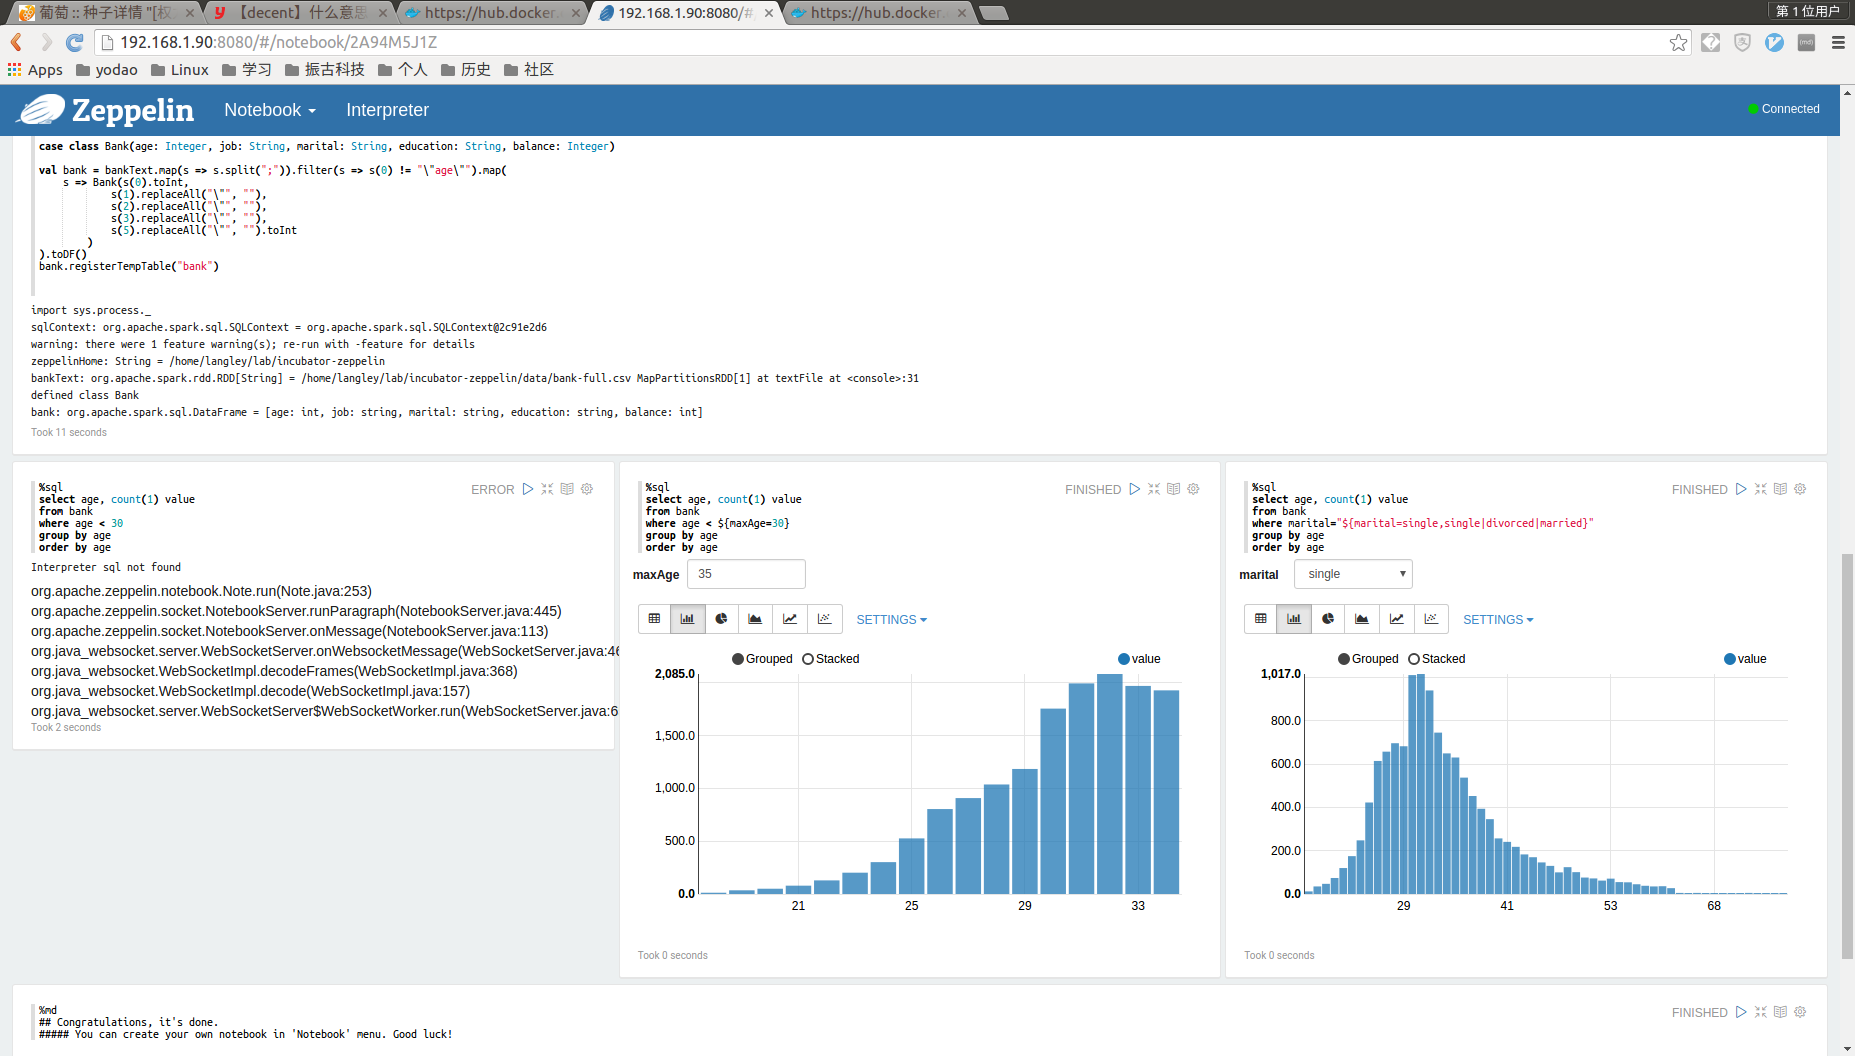 葡萄 :: 种子详情 "[权
【decent】什么意思
https://hub.docker.
192.168.1.90:8080/#
https://hub.docker.
第 1 位用户
192.168.1.90:8080/#/notebook/2A94M5J1Z
Apps yodao Linux 学习 振古科技 个人 历史 社区
Zeppelin Notebook Interpreter Connected
case class Bank(age: Integer, job: String, marital: String, education: String, balance: Integer)
val bank = bankText.map(s => s.split(";")).filter(s => s(0) != "\"age\"").map(
s => Bank(s(0).toInt,
s(1).replaceAll("\"", ""),
s(2).replaceAll("\"", ""),
s(3).replaceAll("\"", ""),
s(5).replaceAll("\"", "").toInt
)
).toDF()
bank.registerTempTable("bank")
import sys.process._
sqlContext: org.apache.spark.sql.SQLContext = org.apache.spark.sql.SQLContext@2c91e2d6
warning: there were 1 feature warning(s); re-run with -feature for details
zeppelinHome: String = /home/langley/lab/incubator-zeppelin
bankText: org.apache.spark.rdd.RDD[String] = /home/langley/lab/incubator-zeppelin/data/bank-full.csv MapPartitionsRDD[1] at textFile at <console>:31
defined class Bank
bank: org.apache.spark.sql.DataFrame = [age: int, job: string, marital: string, education: string, balance: int]
Took 11 seconds
%sql
select age, count(1) value
from bank
where age < 30
group by age
order by age
ERROR
Interpreter sql not found
org.apache.zeppelin.notebook.Note.run(Note.java:253)
org.apache.zeppelin.socket.NotebookServer.runParagraph(NotebookServer.java:445)
org.apache.zeppelin.socket.NotebookServer.onMessage(NotebookServer.java:113)
org.java_websocket.server.WebSocketServer.onWebsocketMessage(WebSocketServer.java:46
org.java_websocket.WebSocketImpl.decodeFrames(WebSocketImpl.java:368)
org.java_websocket.WebSocketImpl.decode(WebSocketImpl.java:157)
org.java_websocket.server.WebSocketServer$WebSocketWorker.run(WebSocketServer.java:6
Took 2 seconds
%sql
select age, count(1) value
from bank
where age < ${maxAge=30}
group by age
order by age
FINISHED
maxAge 35
SETTINGS
Grouped Stacked value
2,085.0
1,500.0
1,000.0
500.0
0.0
21 25 29 33
Took 0 seconds
%sql
select age, count(1) value
from bank
where marital="${marital=single,single|divorced|married}"
group by age
order by age
FINISHED
marital single
SETTINGS
Grouped Stacked value
1,017.0
800.0
600.0
400.0
200.0
0.0
29 41 53 68
Took 0 seconds
%md
## Congratulations, it's done.
##### You can create your own notebook in 'Notebook' menu. Good luck!
FINISHED